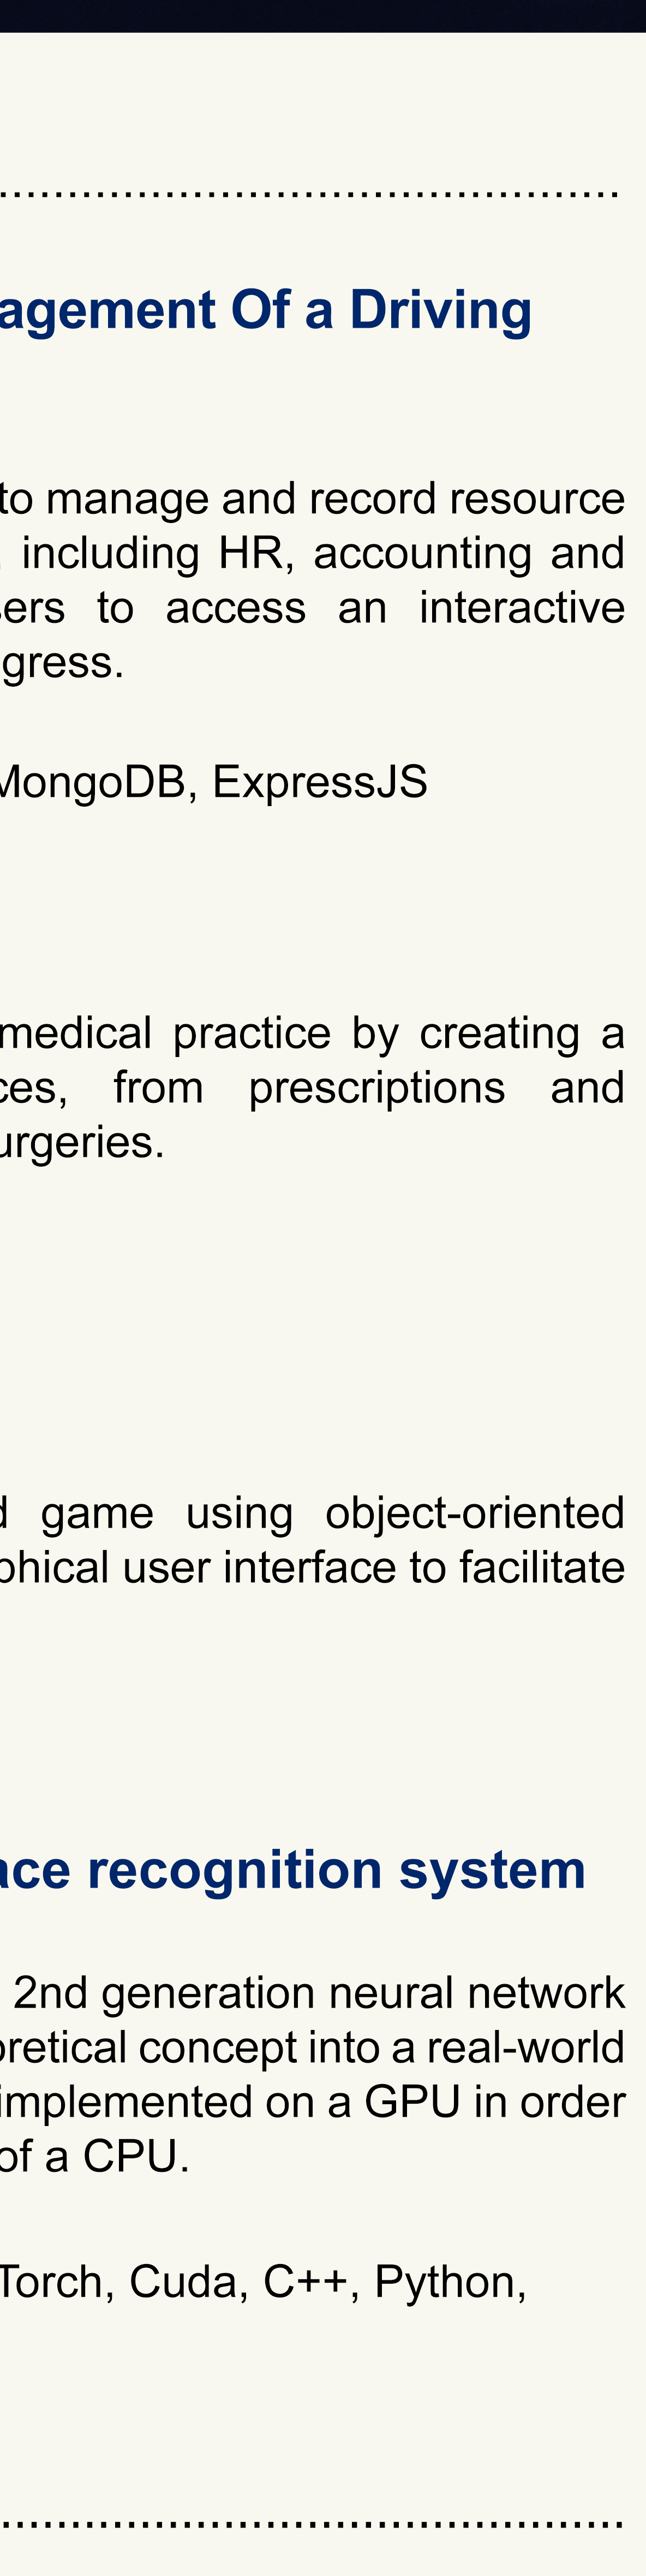 agement Of a Driving
to manage and record resource
including HR, accounting and
sers to access an interactive
gress.
MongoDB, ExpressJS
medical practice by creating a
ces, from prescriptions and
urgeries.
game using object-oriented
phical user interface to facilitate
ace recognition system
2nd generation neural network
oretical concept into a real-world
implemented on a GPU in order
of a CPU.
Torch, Cuda, C++, Python,